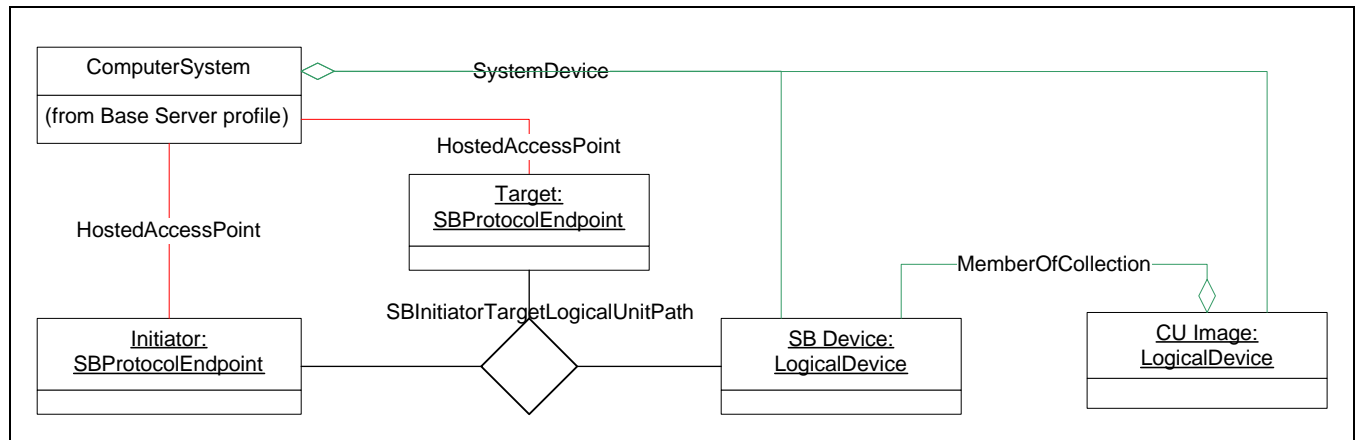 ComputerSystem
(from Base Server profile)
SystemDevice
HostedAccessPoint
Target:
SBProtocolEndpoint
HostedAccessPoint
MemberOfCollection
SBInitiatorTargetLogicalUnitPath
Initiator:
SBProtocolEndpoint
SB Device:
LogicalDevice
CU Image:
LogicalDevice